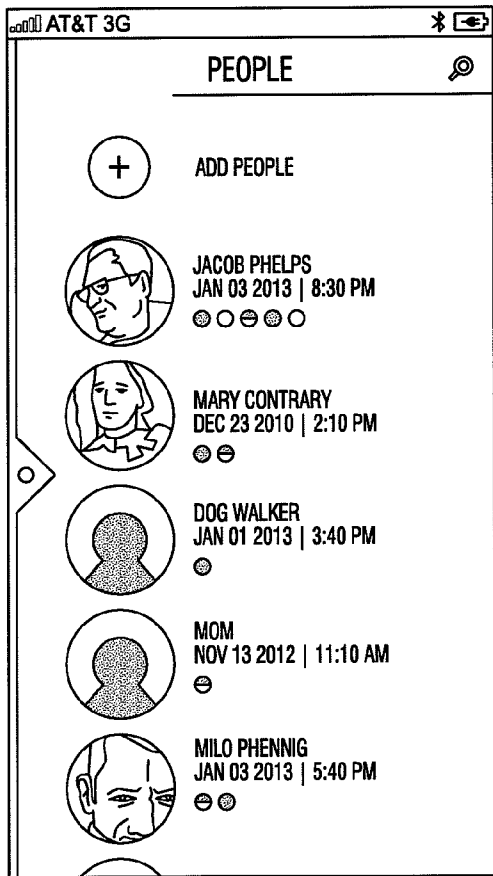 AT&T 3G
PEOPLE
ADD PEOPLE
JACOB PHELPS
JAN 03 2013 | 8:30 PM
MARY CONTRARY
DEC 23 2010 | 2:10 PM
DOG WALKER
JAN 01 2013 | 3:40 PM
MOM
NOV 13 2012 | 11:10 AM
MILO PHENNIG
JAN 03 2013 | 5:40 PM